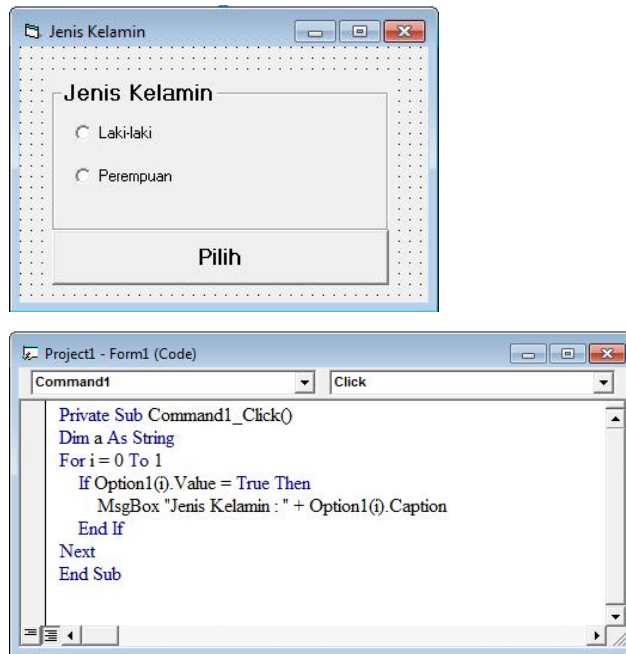 Jenis Kelamin
Jenis Kelamin
Laki-laki
Perempuan
Pilih
Project1 - Form1 (Code)
Command1 Click
Private Sub Command1_Click()
Dim a As String
For i = 0 To 1
If Option1(i).Value = True Then
MsgBox "Jenis Kelamin : " + Option1(i).Caption
End If
Next
End Sub